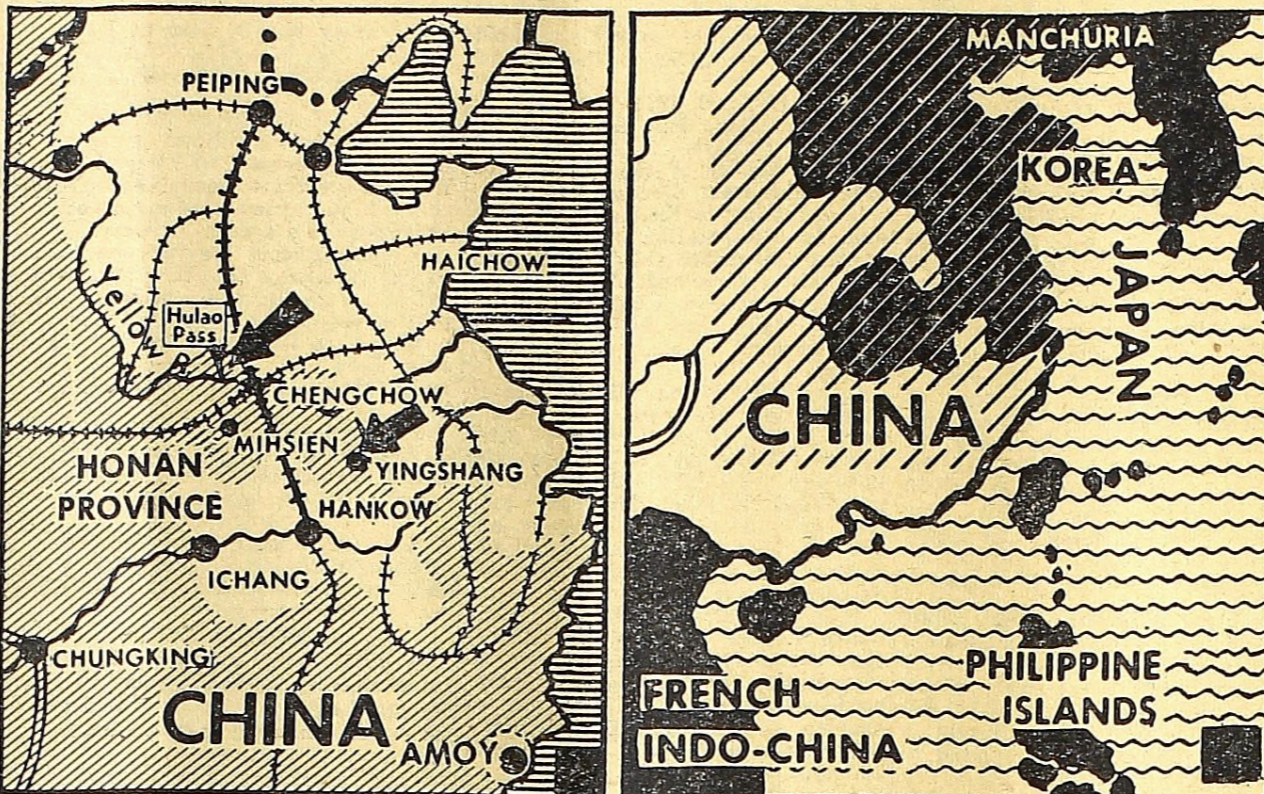 PEIPING
HAICHOW
Yellow R.
Hulao
Pass
CHENGCHOW
MIHSIEN
YINGSHANG
HONAN
PROVINCE
HANKOW
ICHANG
CHUNGKING
CHINA
AMOY
MANCHURIA
KOREA
JAPAN
CHINA
PHILIPPINE
ISLANDS
FRENCH
INDO-CHINA